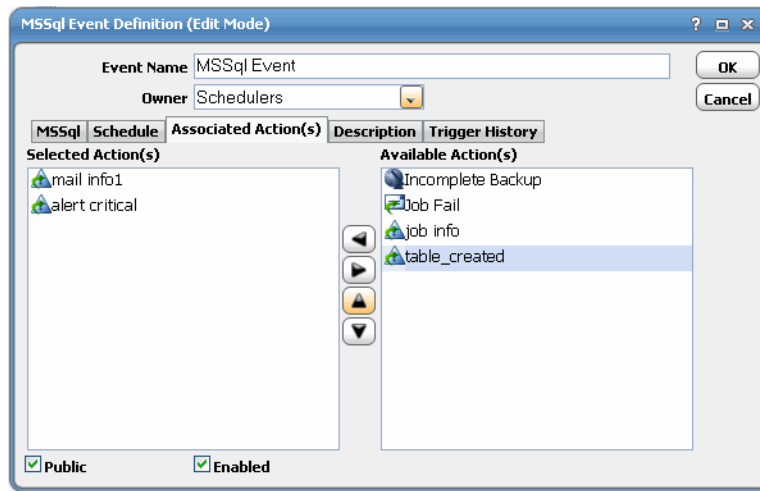 MSSql Event Definition (Edit Mode)
Event Name MSSql Event OK
Owner Schedulers Cancel
MSSql Schedule Associated Action(s) Description Trigger History
Selected Action(s) Available Action(s)
mail info1 Incomplete Backup
alert critical Job Fail
job info
table_created
Public Enabled